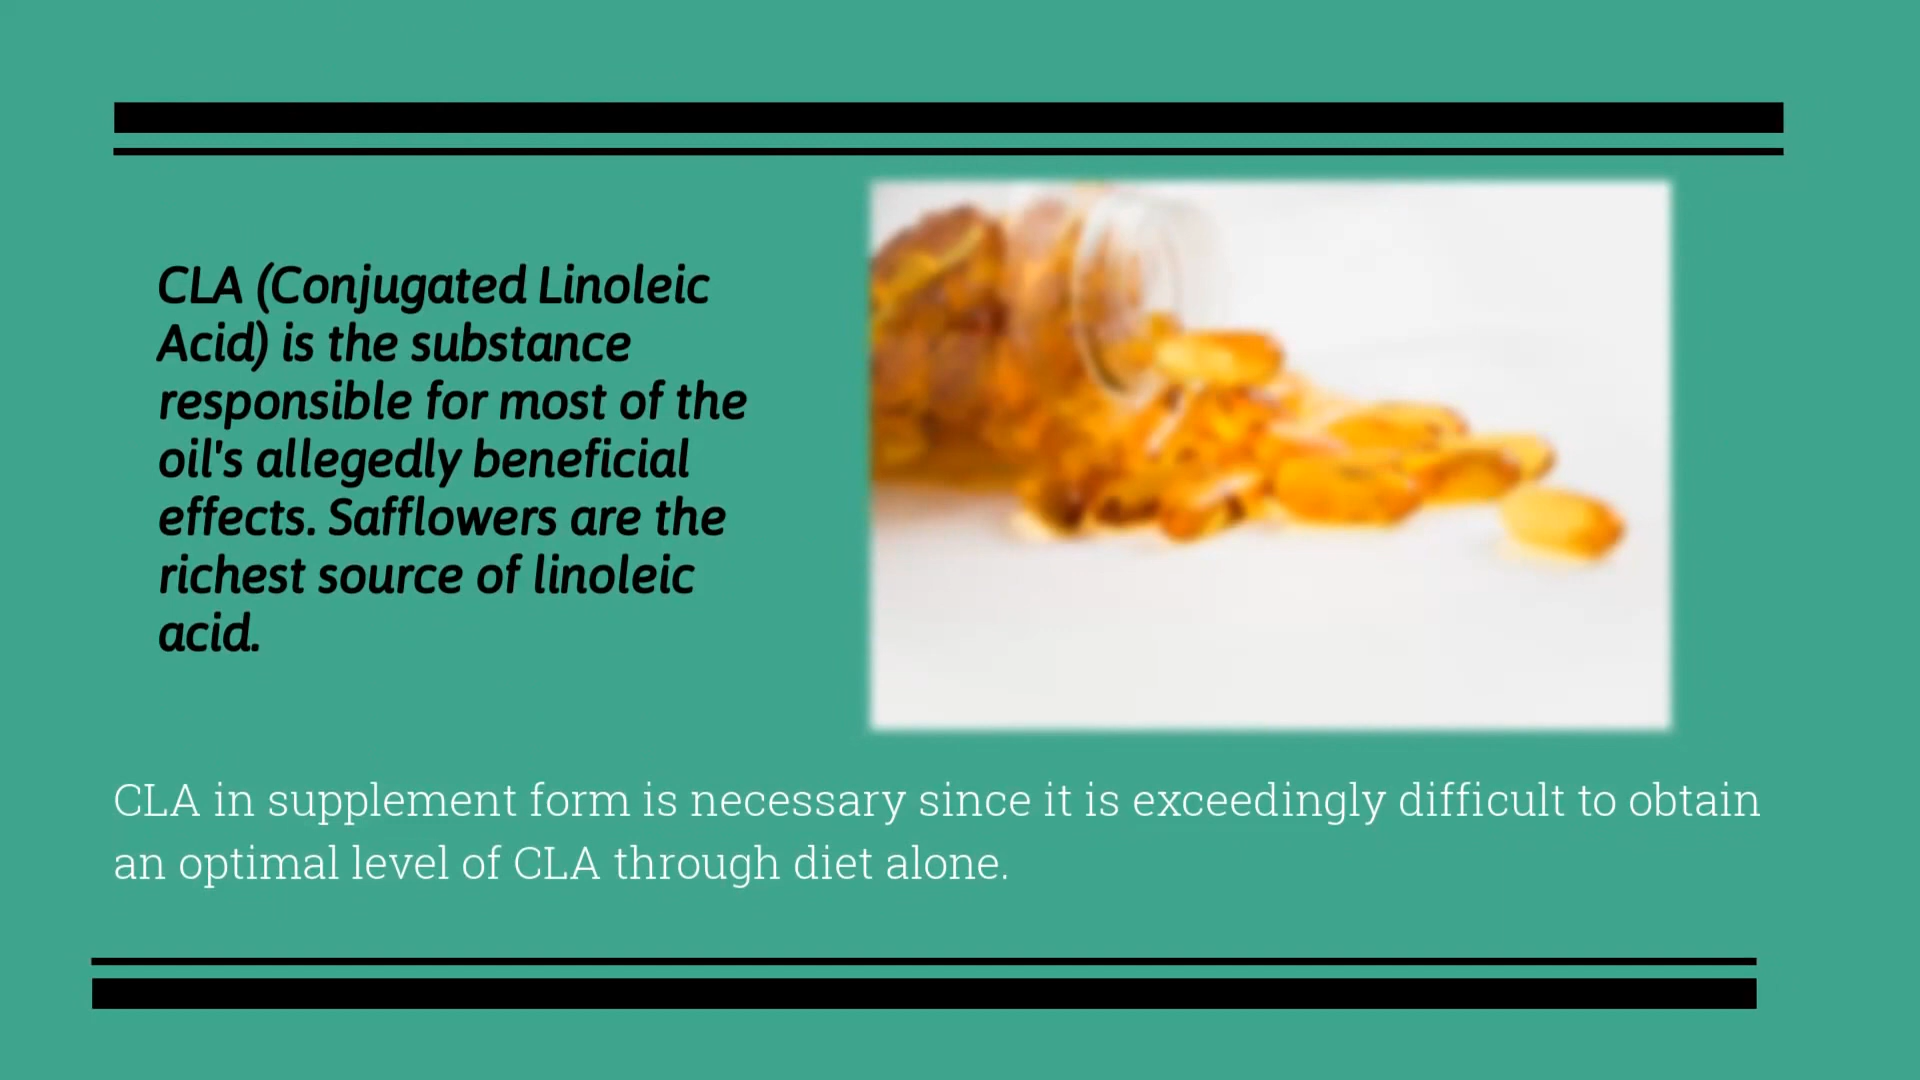 CLA (Conjugated Linoleic
Acid) is the substance
responsible for most of the
oil's allegedly beneficial
effects. Safflowers are the
richest source of linoleic
acid.
CLA in supplement form is necessary since it is exceedingly difficult to obtain
an optimal level of CLA through diet alone.